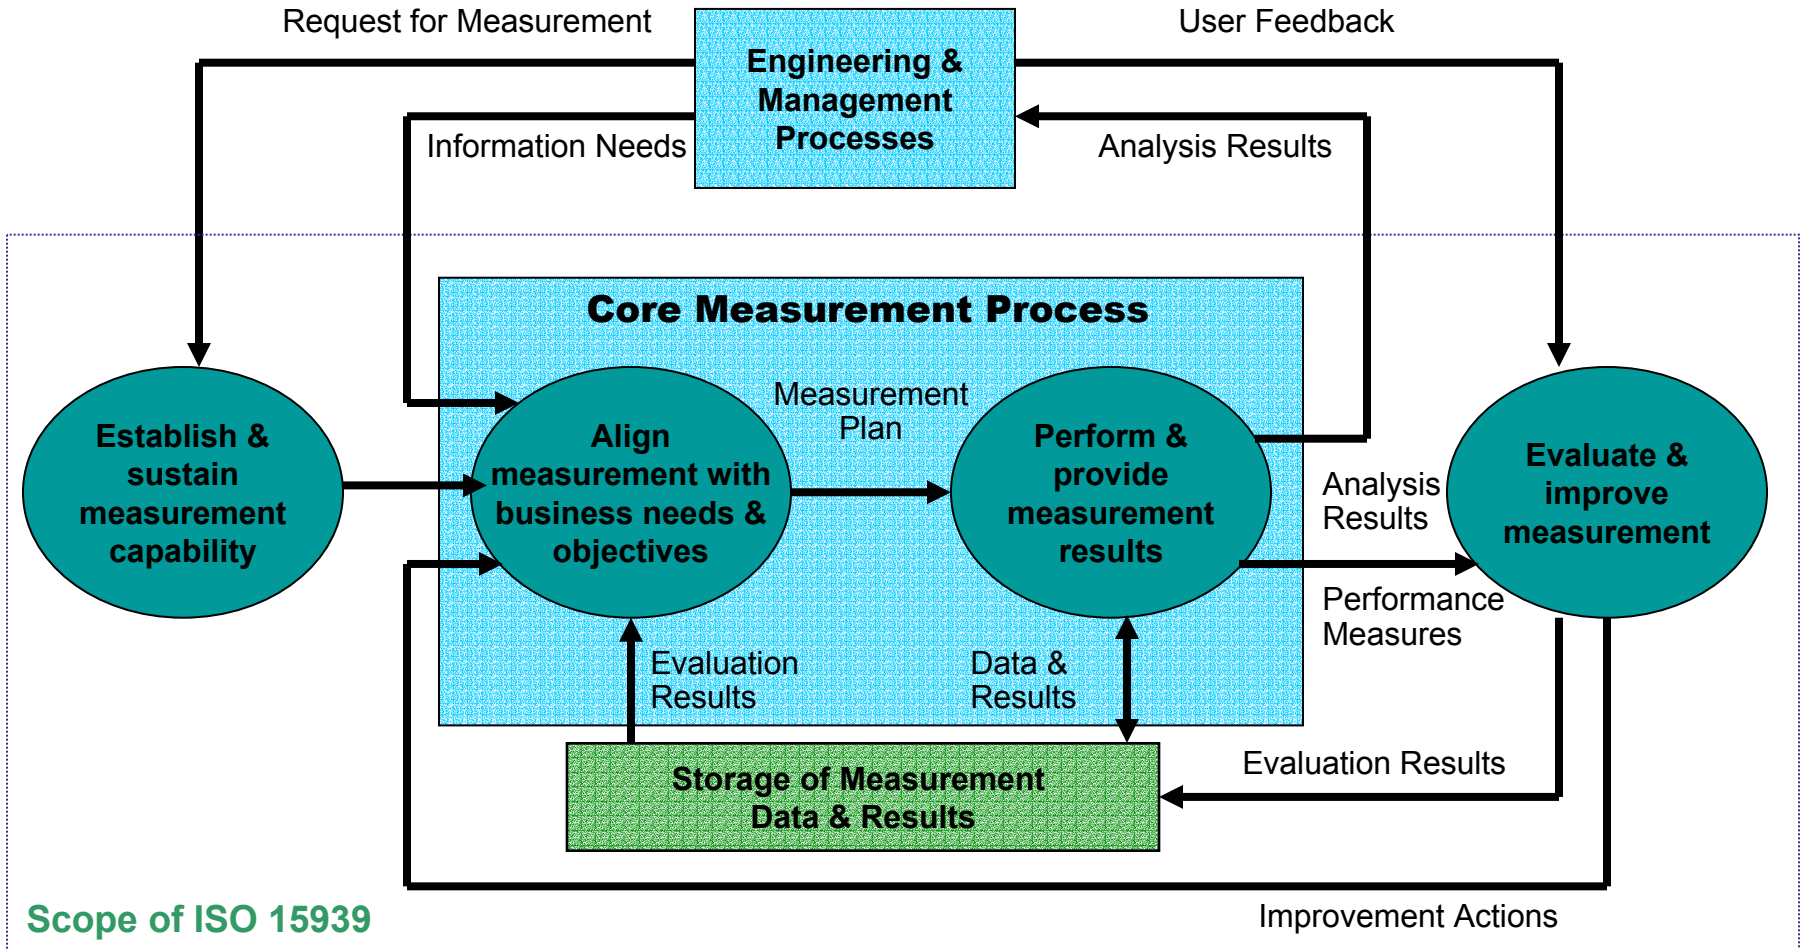 Request for Measurement
User Feedback
Engineering &
Management
Processes
Information Needs
Analysis Results
Core Measurement Process
Establish &
sustain
measurement
capability
Align
measurement with
business needs &
objectives
Measurement
Plan
Perform &
provide
measurement
results
Analysis
Results
Evaluate &
improve
measurement
Performance
Measures
Evaluation
Results
Data &
Results
Storage of Measurement
Data & Results
Evaluation Results
Scope of ISO 15939
Improvement Actions